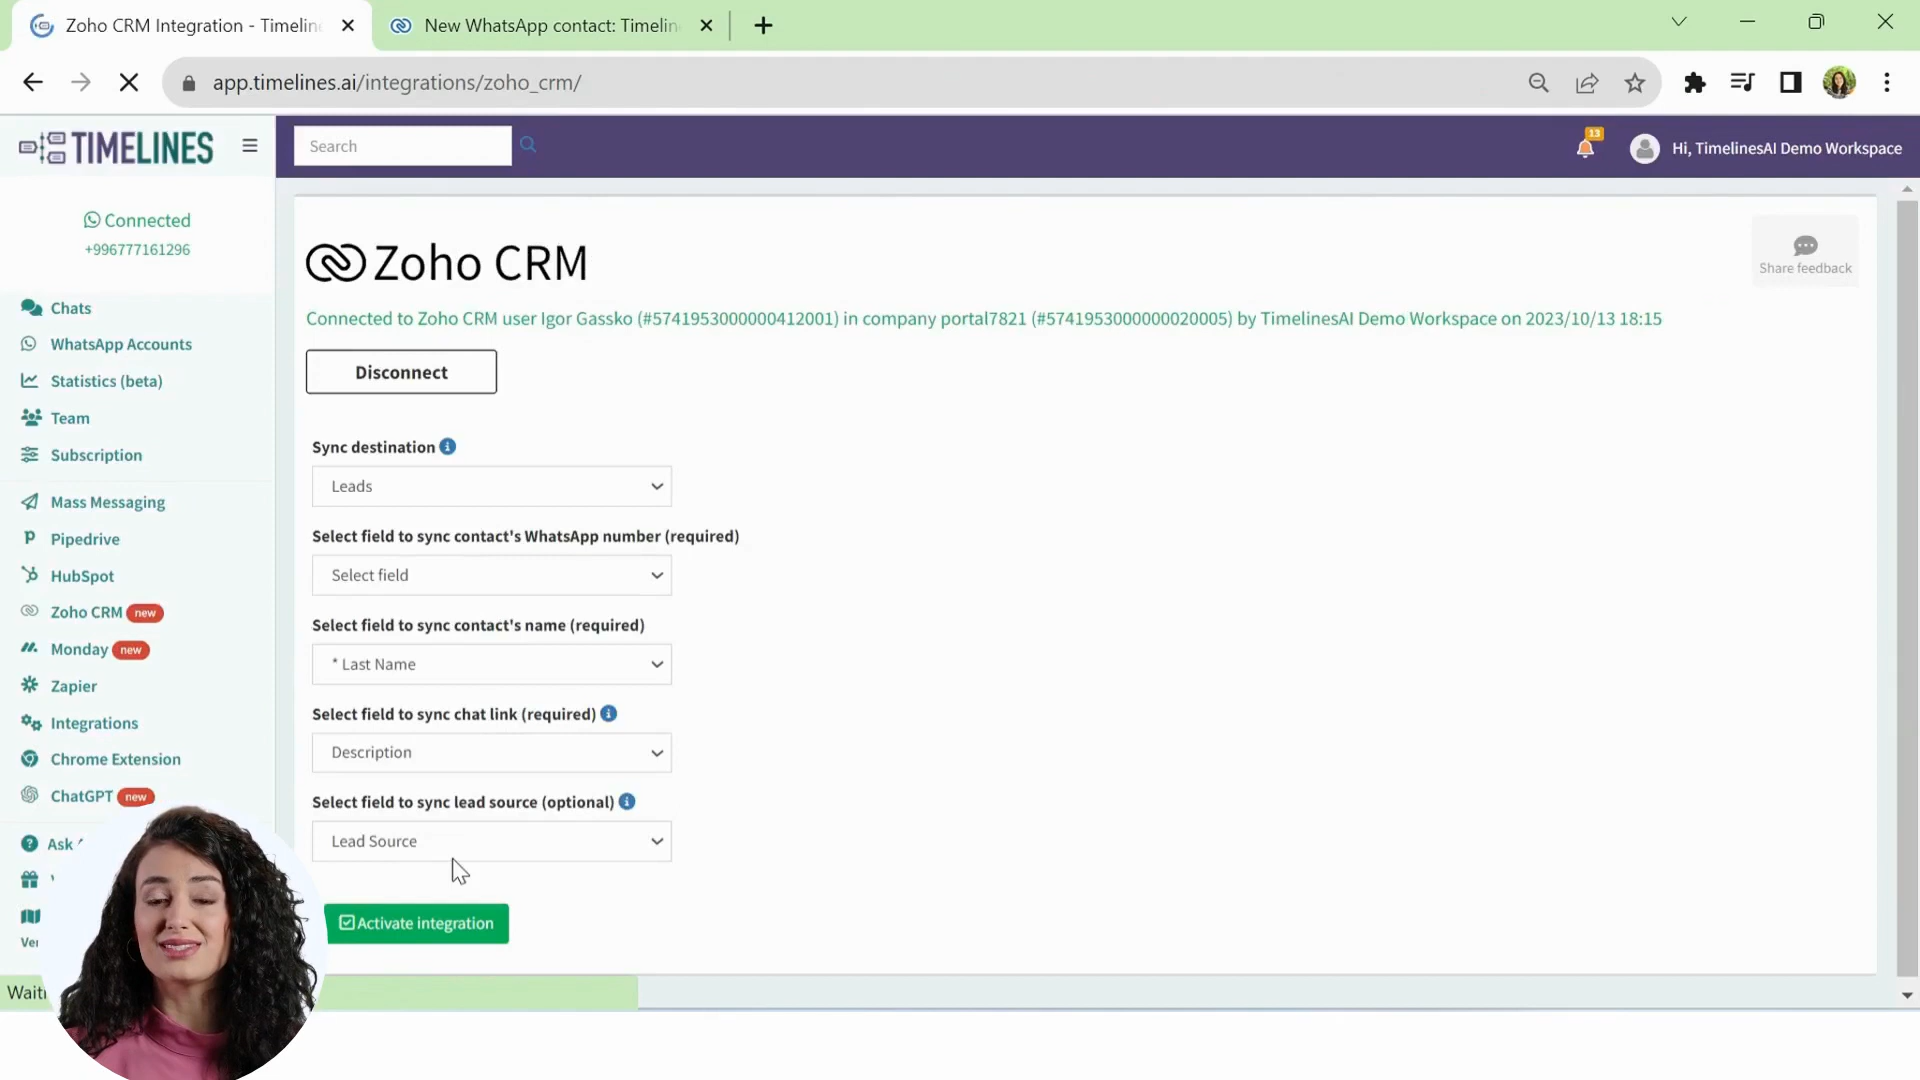 Zoho CRM Integration - Timeline
New WhatsApp contact: Timelin
app.timelines.ai/integrations/zoho_crm/
TIMELINES
Search
13
Hi, TimelinesAI Demo Workspace
Connected
+996777161296
Chats
WhatsApp Accounts
Statistics (beta)
Team
Subscription
Mass Messaging
Pipedrive
HubSpot
Zoho CRM new
Monday new
Zapier
Integrations
Chrome Extension
ChatGPT new
Ask
Ver
Waiti
Zoho CRM
Share feedback
Connected to Zoho CRM user Igor Gassko (#5741953000000412001) in company portal7821 (#5741953000000020005) by TimelinesAI Demo Workspace on 2023/10/13 18:15
Disconnect
Sync destination
Leads
Select field to sync contact's WhatsApp number (required)
Select field
Select field to sync contact's name (required)
* Last Name
Select field to sync chat link (required)
Description
Select field to sync lead source (optional)
Lead Source
Activate integration